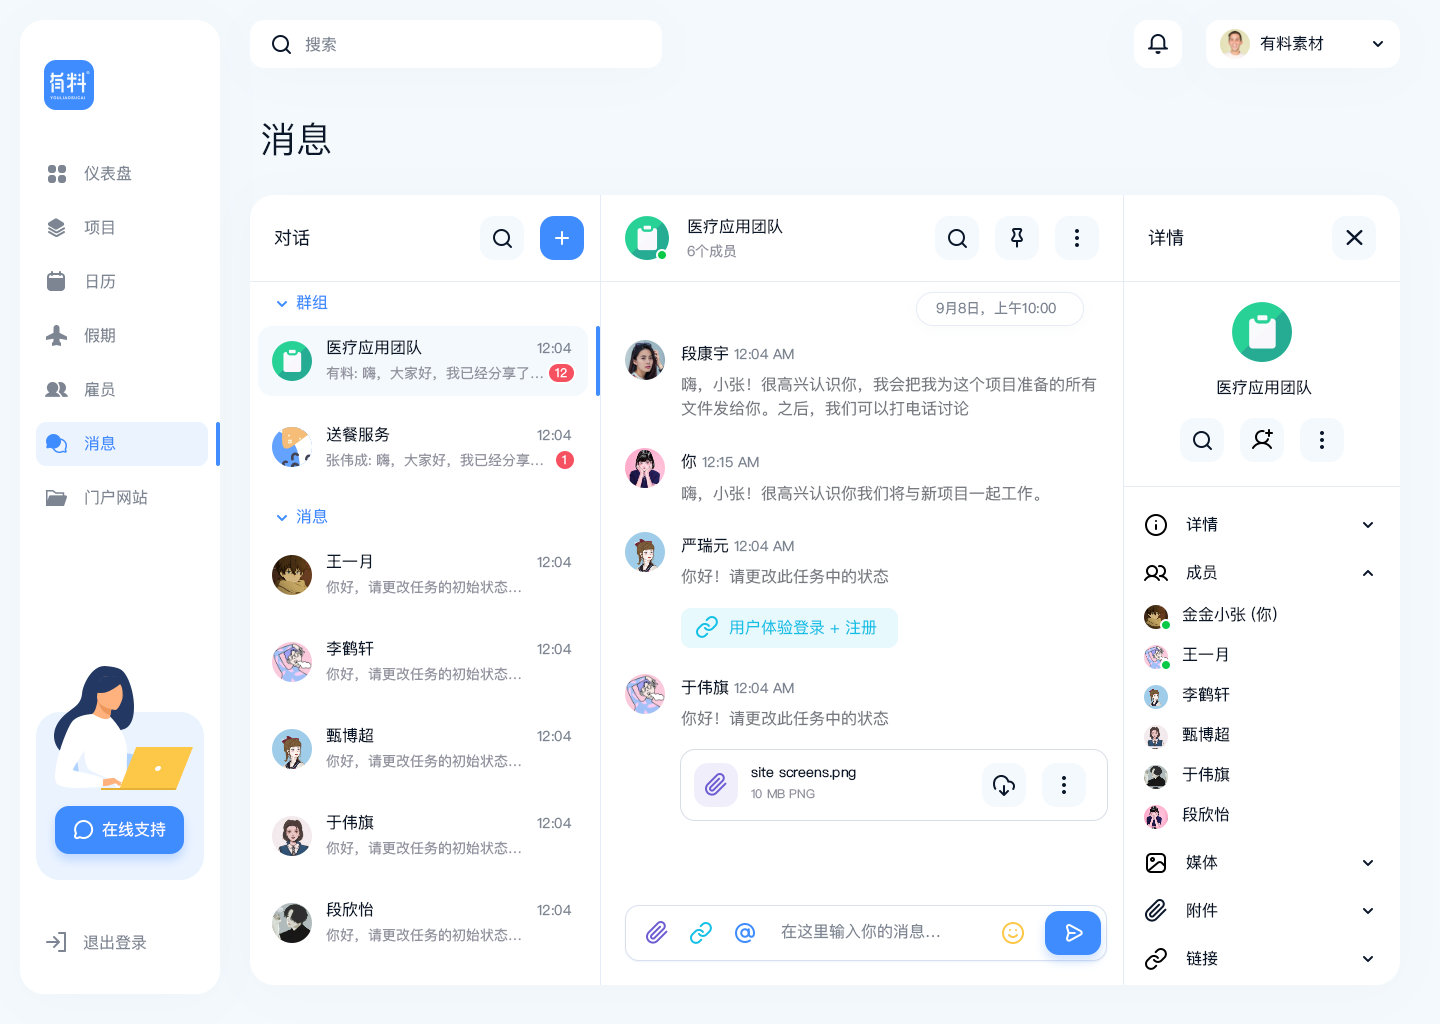 有料
YOULIAOSUCAI
仪表盘
项目
日历
假期
雇员
消息
门户网站
在线支持
退出登录
搜索
有料素材
消息
对话
群组
医疗应用团队
12:04
有料: 嗨，大家好，我已经分享了...
12
送餐服务
12:04
张伟成: 嗨，大家好，我已经分享...
1
消息
王一月
12:04
你好，请更改任务的初始状态...
李鹤轩
12:04
你好，请更改任务的初始状态...
甄博超
12:04
你好，请更改任务的初始状态...
于伟旗
12:04
你好，请更改任务的初始状态...
段欣怡
12:04
你好，请更改任务的初始状态...
医疗应用团队
6个成员
9月8日，上午10:00
段康宇 12:04 AM
嗨，小张！很高兴认识你，我会把我为这个项目准备的所有
文件发给你。之后，我们可以打电话讨论
你 12:15 AM
嗨，小张！很高兴认识你我们将与新项目一起工作。
严瑞元 12:04 AM
你好！请更改此任务中的状态
用户体验登录 + 注册
于伟旗 12:04 AM
你好！请更改此任务中的状态
site screens.png
10 MB PNG
在这里输入你的消息...
详情
医疗应用团队
详情
成员
金金小张 (你)
王一月
李鹤轩
甄博超
于伟旗
段欣怡
媒体
附件
链接